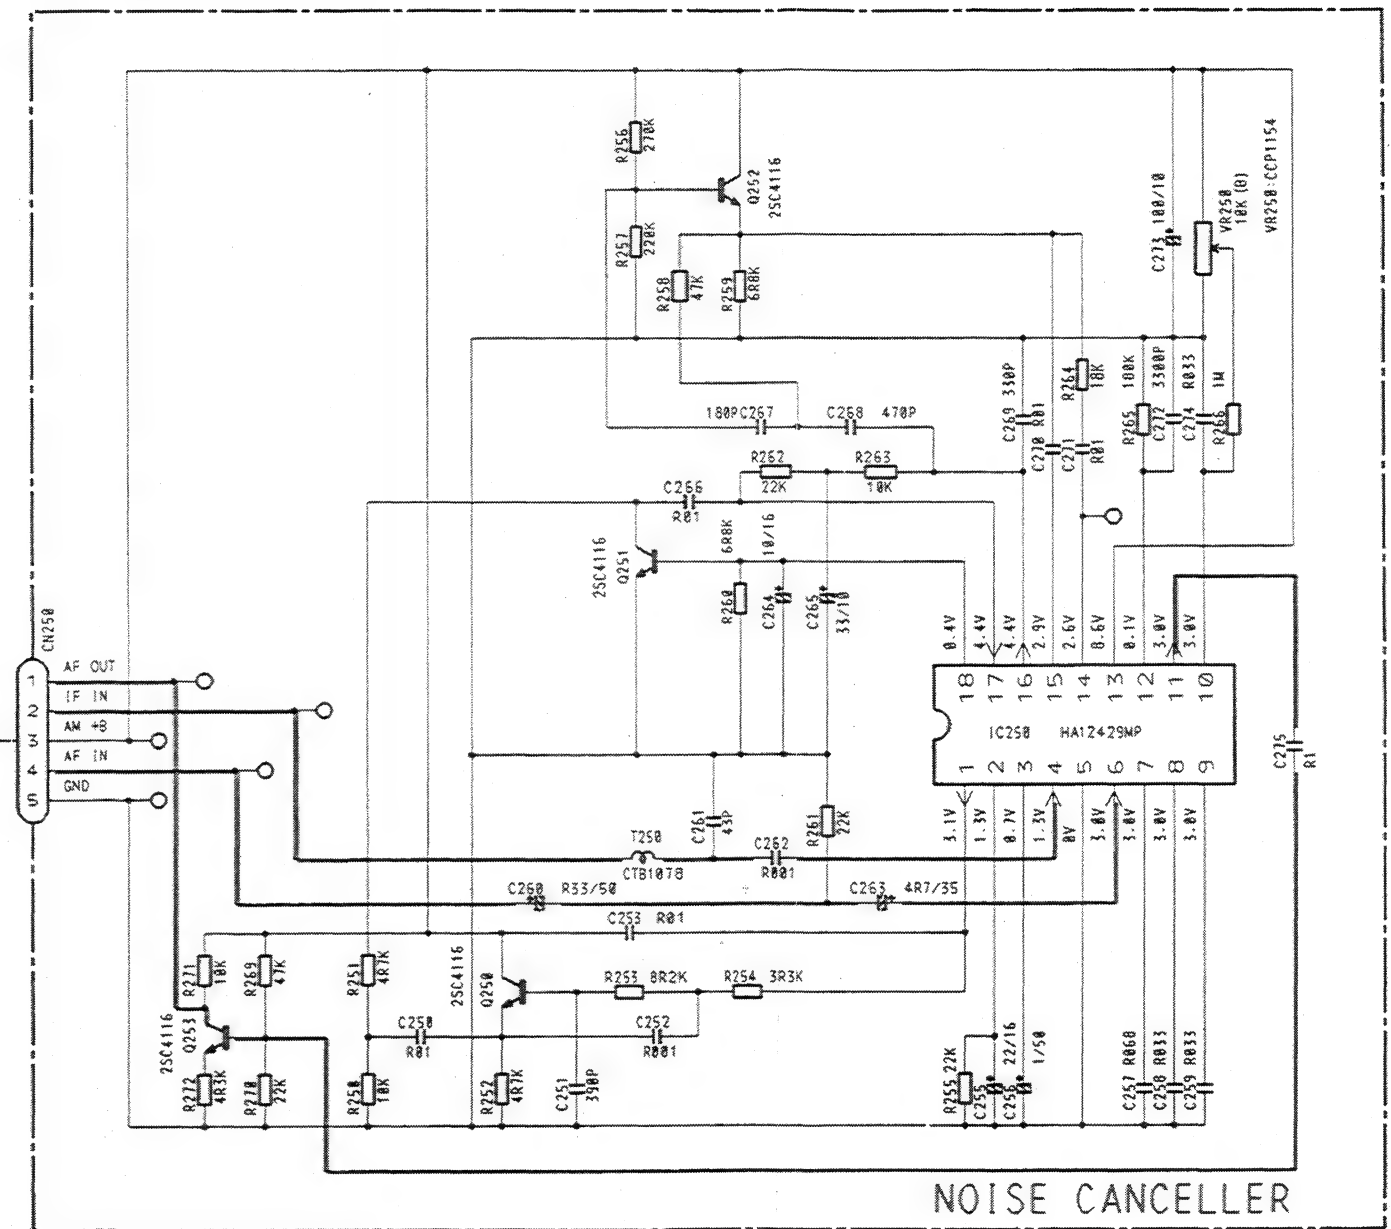 R256
270K
Q252
2SC4116
R257
220K
R258
47K
R259
6R8K
C273 100/10
VR250
10K (B)
VR250:CCP1154
180P C267
C268 470P
C269 330P
C270 R01
C271
R01
R264
18K
R265
180K
C272
3300P
C274
R033
R266
1M
R262
22K
R263
10K
C266
R01
2SC4116
Q251
6R8K
R260
10/16
C264
C265
33/10
0.4V
4.4V
4.4V
2.9V
2.6V
8.6V
0.1V
3.0V
3.0V
18 17 16 15 14 13 12 11 10
IC250 HA12429MP
1 2 3 4 5 6 7 8 9
3.1V
1.3V
0.7V
1.3V
0V
3.0V
3.0V
3.0V
3.0V
C275
R1
CN250
1 AF OUT
2 IF IN
3 AM +B
4 AF IN
5 GND
C261
43P
R261
22K
T250
CTB1078
C262
R001
C260 R33/50
C263 4R7/35
C253 R01
R271
10K
R269
47K
R251
4R7K
2SC4116
Q250
R253 8R2K
R254 3R3K
2SC4116
Q253
C250
R01
C252
R001
R272
4R3K
R270
22K
R250
10K
R252
4R7K
C251
390P
R255 22K
C255
22/16
C256
1/50
C257 R068
C258 R033
C259 R033
NOISE CANCELLER